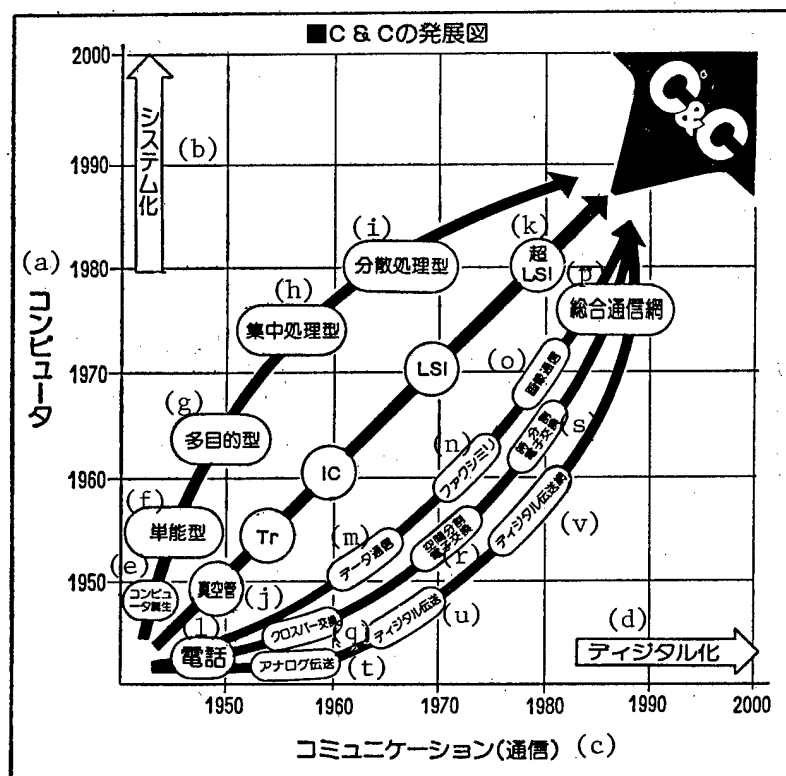 ■C&Cの発展図
2000
システム化
(b)
C&C
1990
(i)
分散処理型
(k)
超
LSI
(a)
コンピュータ
1980
(h)
集中処理型
(p)
総合通信網
1970
LSI
(o)
画像通信
(g)
多目的型
(n)
ファクシミリ
(s)
時分割
電子交換
1960
IC
(f)
単能型
Tr
(m)
データ通信
空間分割
電子交換
(r)
ディジタル伝送網
(v)
1950
(e)
コンピュ
ータ誕生
真空管
(j)
(l)
電話
クロスバー交換
(q)
ディジタル伝送
(u)
アナログ伝送
(t)
(d)
ディジタル化
1950
1960
1970
1980
1990
2000
コミュニケーション(通信)
(c)